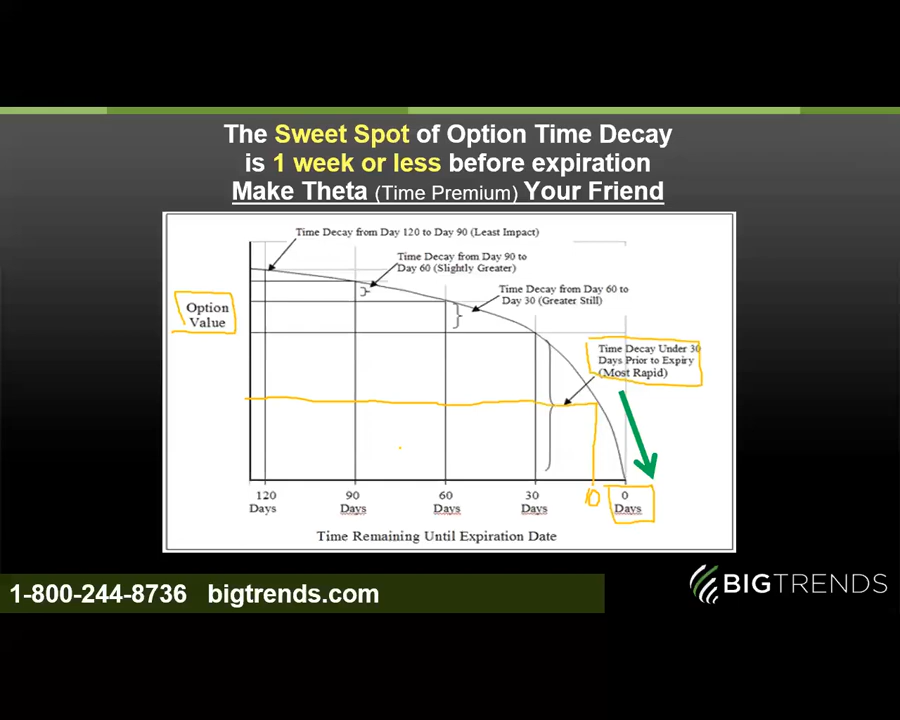 The Sweet Spot of Option Time Decay
is 1 week or less before expiration
Make Theta (Time Premium) Your Friend
Time Decay from Day 120 to Day 90 (Least Impact)
Time Decay from Day 90 to
Day 60 (Slightly Greater)
Time Decay from Day 60 to
Day 30 (Greater Still)
Option
Value
Time Decay Under 30
Days Prior to Expiry
(Most Rapid)
10
120 90 60 30 0
Days Days Days Days Days
Time Remaining Until Expiration Date
1-800-244-8736 bigtrends.com
BIGTRENDS